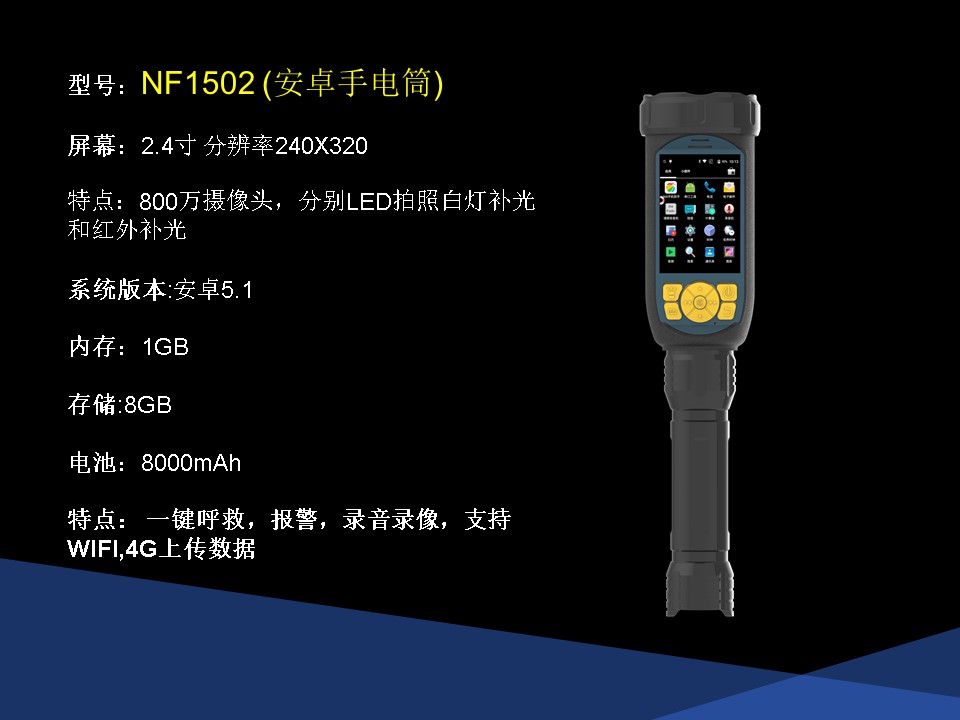 型号：NF1502 (安卓手电筒)
屏幕：2.4寸 分辨率240X320
特点：800万摄像头，分别LED拍照白灯补光
和红外补光
系统版本:安卓5.1
内存：1GB
存储:8GB
电池：8000mAh
特点： 一键呼救，报警，录音录像，支持
WIFI,4G上传数据